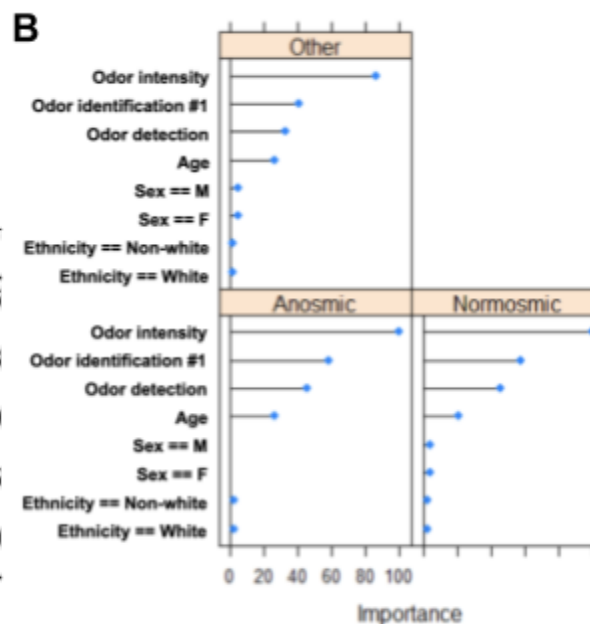 B
Other
Odor intensity
Odor identification #1
Odor detection
Age
Sex == M
Sex == F
Ethnicity == Non-white
Ethnicity == White
Anosmic Normosmic
Odor intensity
Odor identification #1
Odor detection
Age
Sex == M
Sex == F
Ethnicity == Non-white
Ethnicity == White
0 20 40 60 80 100
Importance